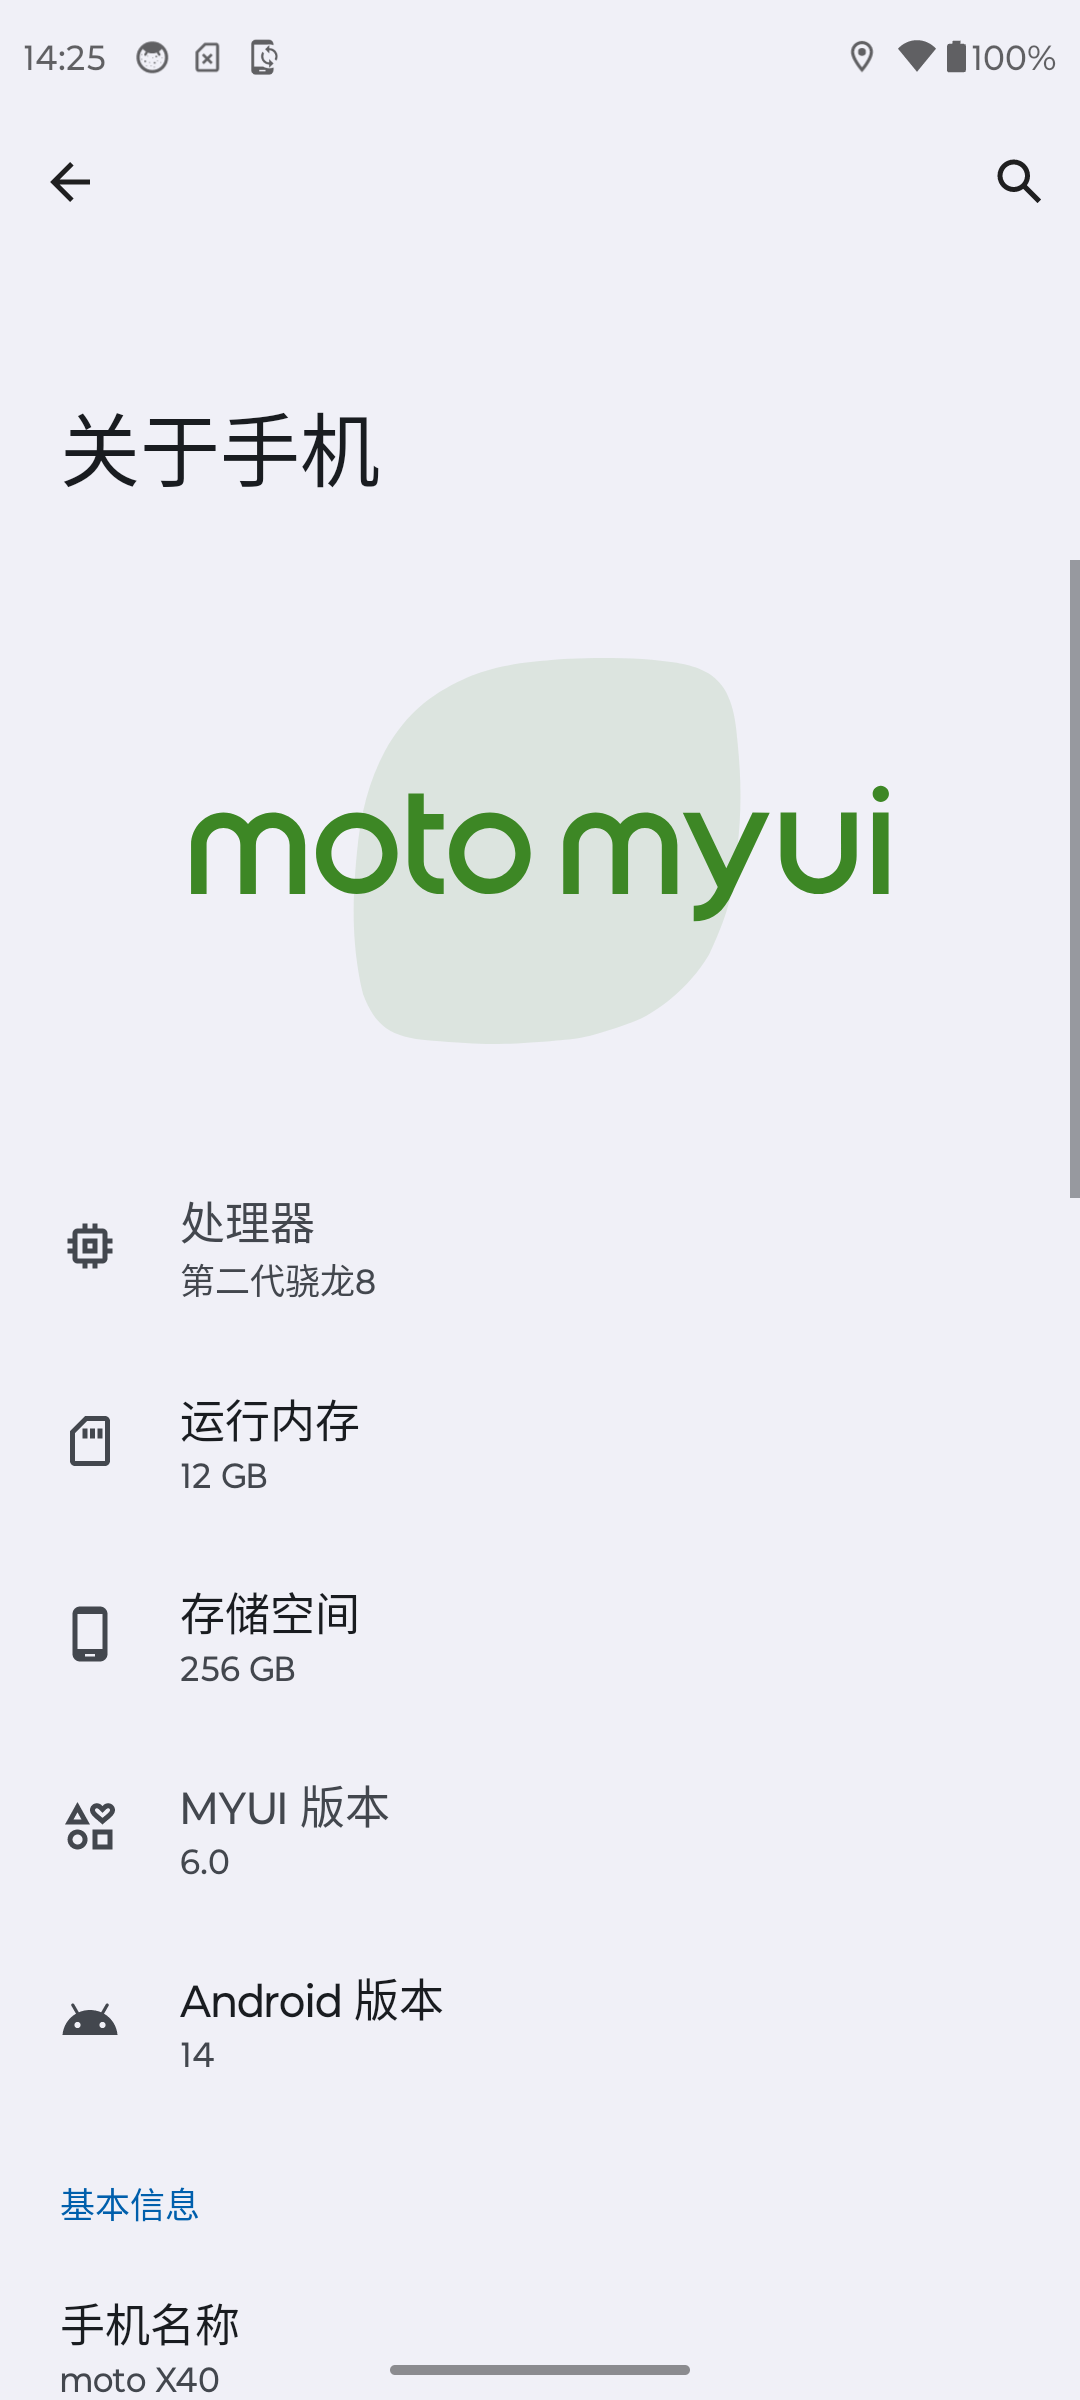 14:25
100%
关于手机
moto myui
处理器
第二代骁龙8
运行内存
12 GB
存储空间
256 GB
MYUI 版本
6.0
Android 版本
14
基本信息
手机名称
moto X40